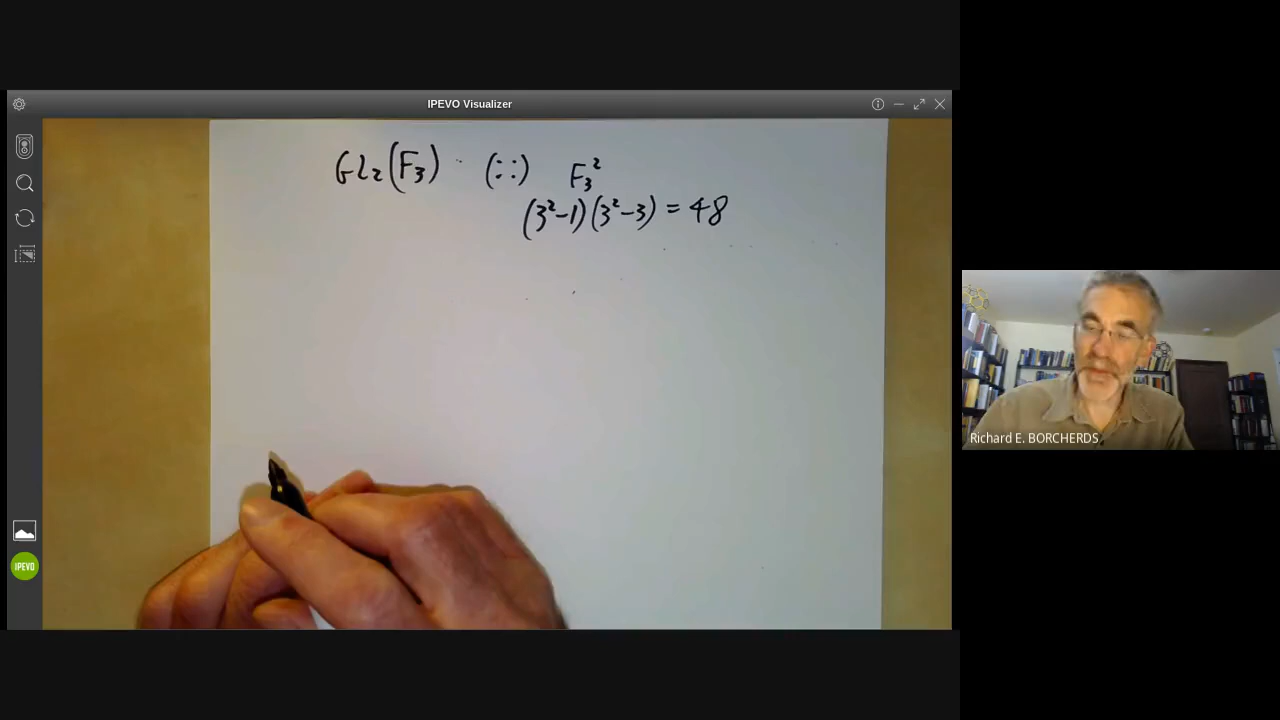 IPEVO Visualizer
GL₂(F₃) (::) F₃²
(3²-1)(3²-3) = 48
Richard E. BORCHERDS
IPEVO